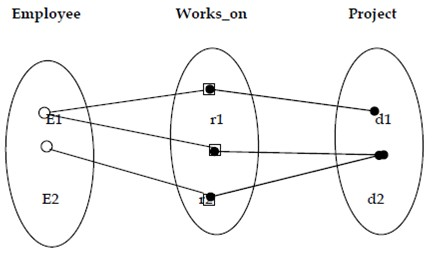 Employee Works_on Project
E1 r1 d1
E2 r2 d2